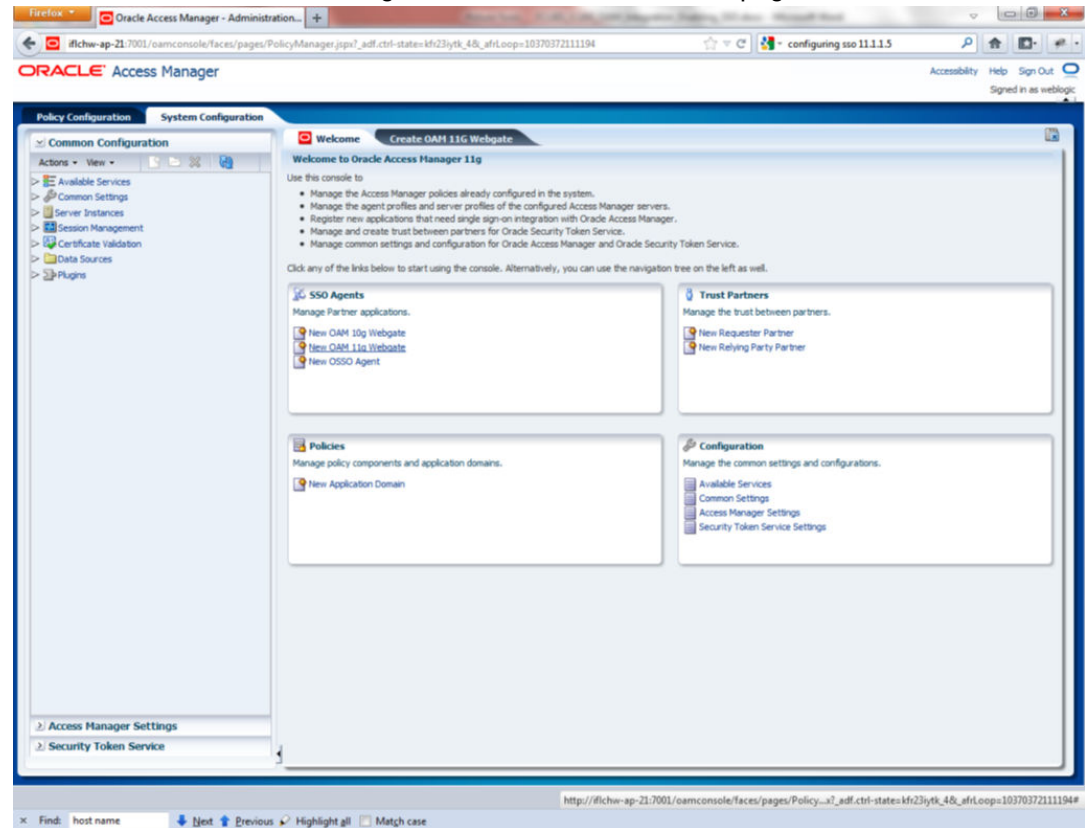 Firefox
Oracle Access Manager - Administration... +
iflchw-ap-21:7001/oamconsole/faces/pages/PolicyManager.jspx?_adf.ctrl-state=kfr23iytk_4&_afrLoop=10370372111194
configuring sso 11.1.1.5
ORACLE Access Manager
Accessibility Help Sign Out
Signed in as weblogic
Policy Configuration System Configuration
Common Configuration
Actions View
Available Services
Common Settings
Server Instances
Session Management
Certificate Validation
Data Sources
Plugins
Access Manager Settings
Security Token Service
Welcome Create OAM 11G Webgate
Welcome to Oracle Access Manager 11g
Use this console to
• Manage the Access Manager policies already configured in the system.
• Manage the agent profiles and server profiles of the configured Access Manager servers.
• Register new applications that need single sign-on integration with Oracle Access Manager.
• Manage and create trust between partners for Oracle Security Token Service.
• Manage common settings and configuration for Oracle Access Manager and Oracle Security Token Service.
Click any of the links below to start using the console. Alternatively, you can use the navigation tree on the left as well.
SSO Agents
Manage Partner applications.
New OAM 10g Webgate
New OAM 11g Webgate
New OSSO Agent
Trust Partners
Manage the trust between partners.
New Requester Partner
New Relying Party Partner
Policies
Manage policy components and application domains.
New Application Domain
Configuration
Manage the common settings and configurations.
Available Services
Common Settings
Access Manager Settings
Security Token Service Settings
http://iflchw-ap-21:7001/oamconsole/faces/pages/Policy...x?_adf.ctrl-state=kfr23iytk_4&_afrLoop=10370372111194#
× Find: host name Next Previous Highlight all Match case